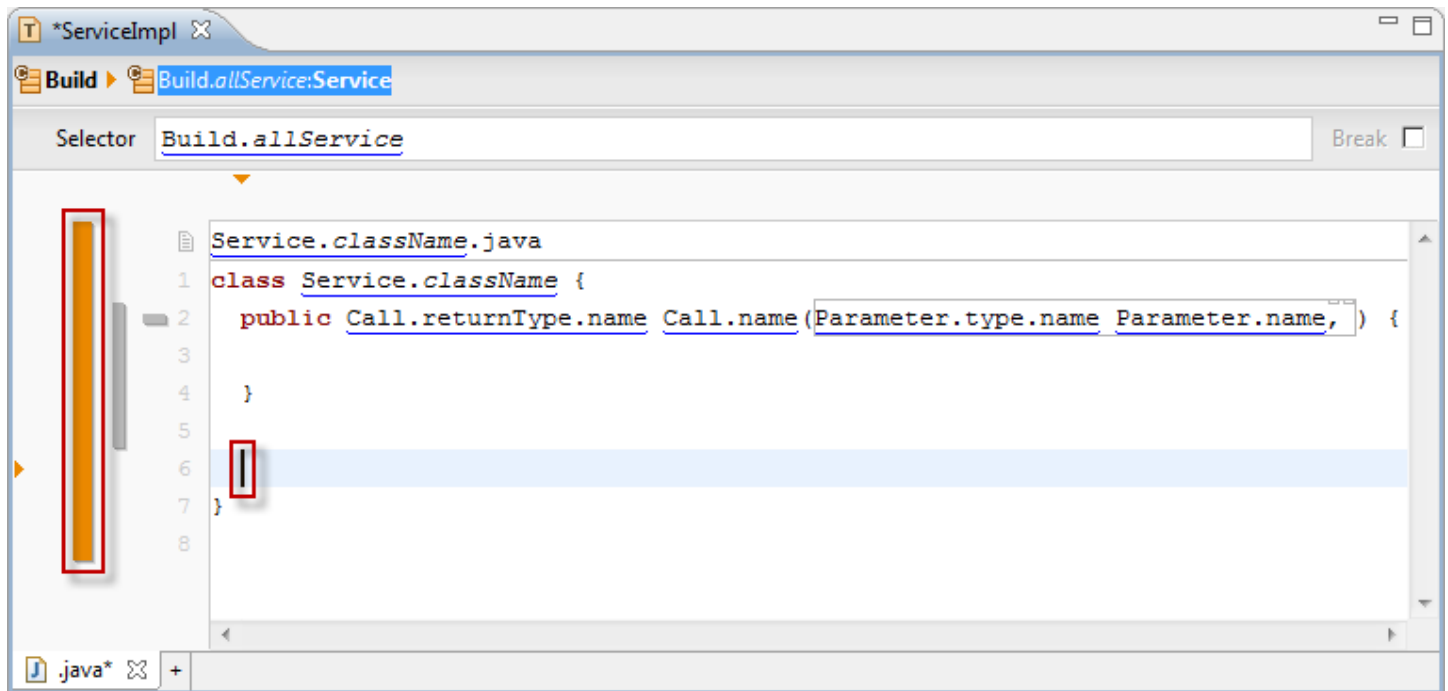 *ServiceImpl
Build Build.allService:Service
Selector Build.allService Break
Service.className.java
1 class Service.className {
2 public Call.returnType.name Call.name(Parameter.type.name Parameter.name, ) {
3
4 }
5
6
7 }
8
.java* +